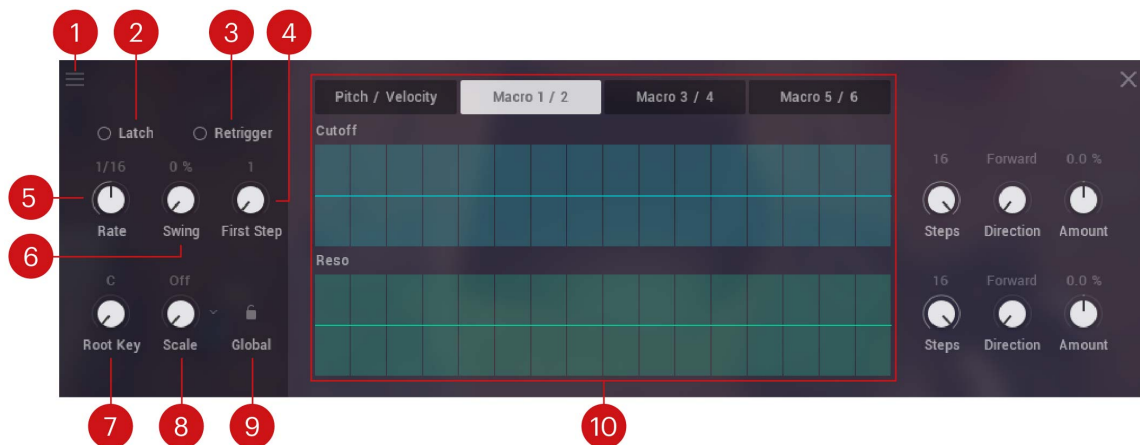 1 2 3 4
Pitch / Velocity Macro 1 / 2 Macro 3 / 4 Macro 5 / 6
Latch Retrigger
Cutoff
1/16 0 % 1
16 Forward 0.0 %
5
Rate Swing First Step
Steps Direction Amount
6
Reso
C Off
16 Forward 0.0 %
Root Key Scale Global
Steps Direction Amount
7 8 9 10